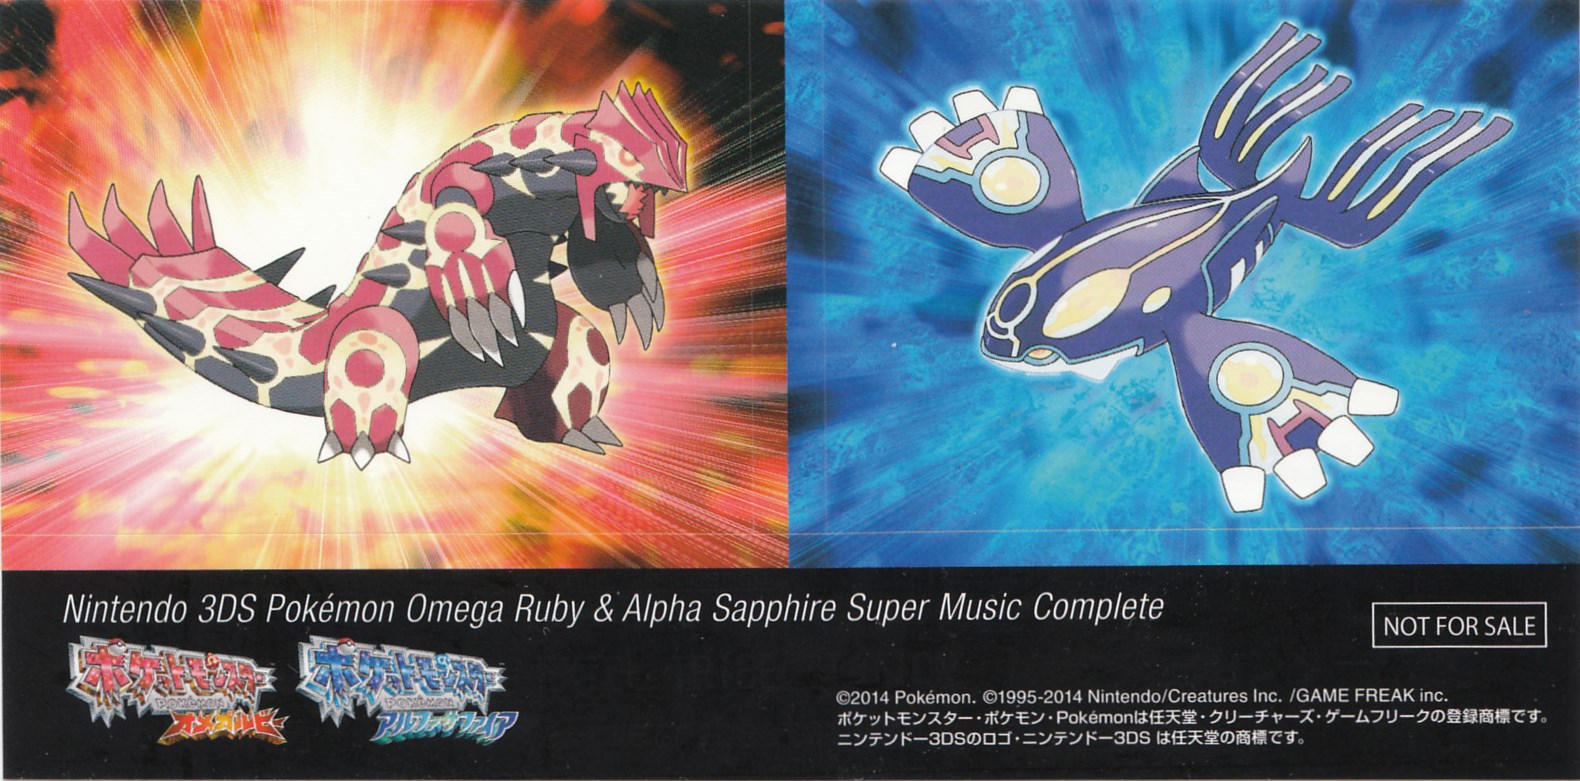 Nintendo 3DS Pokémon Omega Ruby & Alpha Sapphire Super Music Complete
NOT FOR SALE
ポケットモンスター
POKÉMON
オメガルビー
ポケットモンスター
POKÉMON
アルファサファイア
©2014 Pokémon. ©1995-2014 Nintendo/Creatures Inc. /GAME FREAK inc.
ポケットモンスター・ポケモン・Pokémonは任天堂・クリーチャーズ・ゲームフリークの登録商標です。
ニンテンドー3DSのロゴ・ニンテンドー3DS は任天堂の商標です。